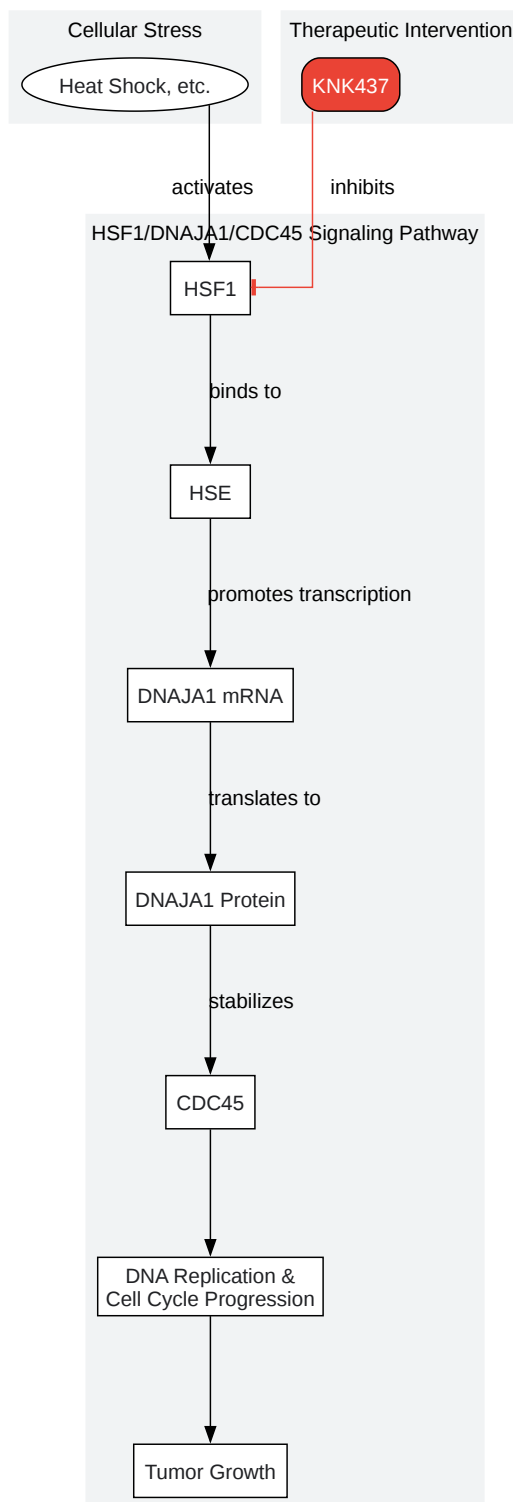 Cellular Stress
Therapeutic Intervention
Heat Shock, etc.
KNK437
activates
inhibits
HSF1/DNAJA1/CDC45 Signaling Pathway
HSF1
binds to
HSE
promotes transcription
DNAJA1 mRNA
translates to
DNAJA1 Protein
stabilizes
CDC45
DNA Replication &
Cell Cycle Progression
Tumor Growth